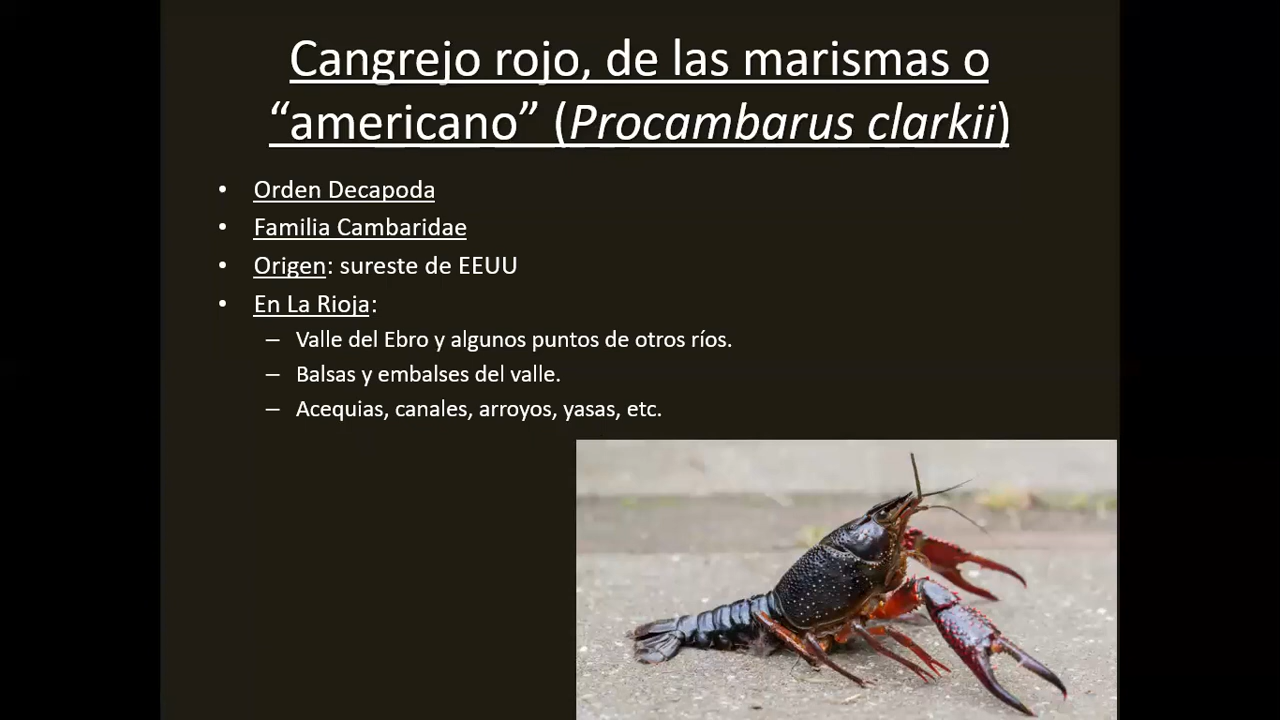 Cangrejo rojo, de las marismas o
“americano” (Procambarus clarkii)
• Orden Decapoda
• Familia Cambaridae
• Origen: sureste de EEUU
• En La Rioja:
– Valle del Ebro y algunos puntos de otros ríos.
– Balsas y embalses del valle.
– Acequias, canales, arroyos, yasas, etc.